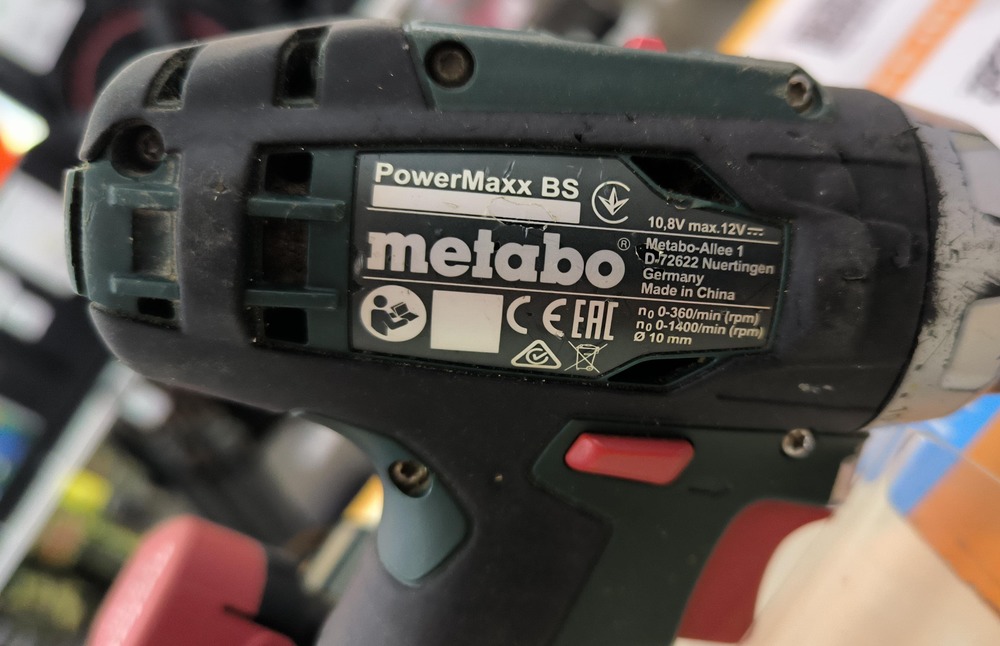 PowerMaxx BS
10,8V max.12V
metabo®
Metabo-Allee 1
D-72622 Nuertingen
Germany
Made in China
CE EAC
n₀ 0-360/min (rpm)
n₀ 0-1400/min (rpm)
Ø 10 mm